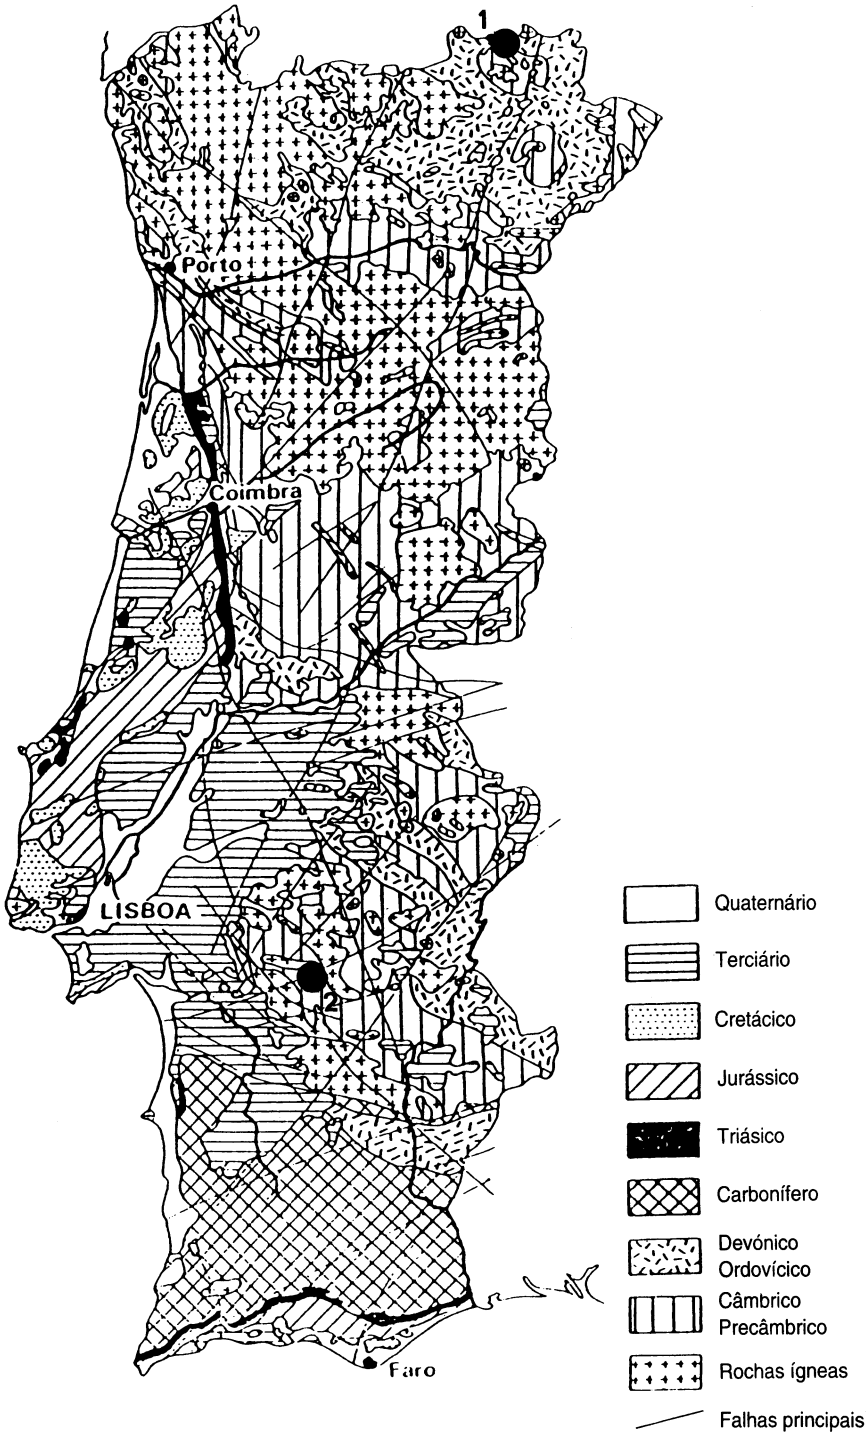 1
Porto
Coimbra
LISBOA
2
Faro
Quaternário
Terciário
Cretácico
Jurássico
Triásico
Carbonífero
Devónico
Ordovícico
Câmbrico
Precâmbrico
Rochas ígneas
Falhas principais